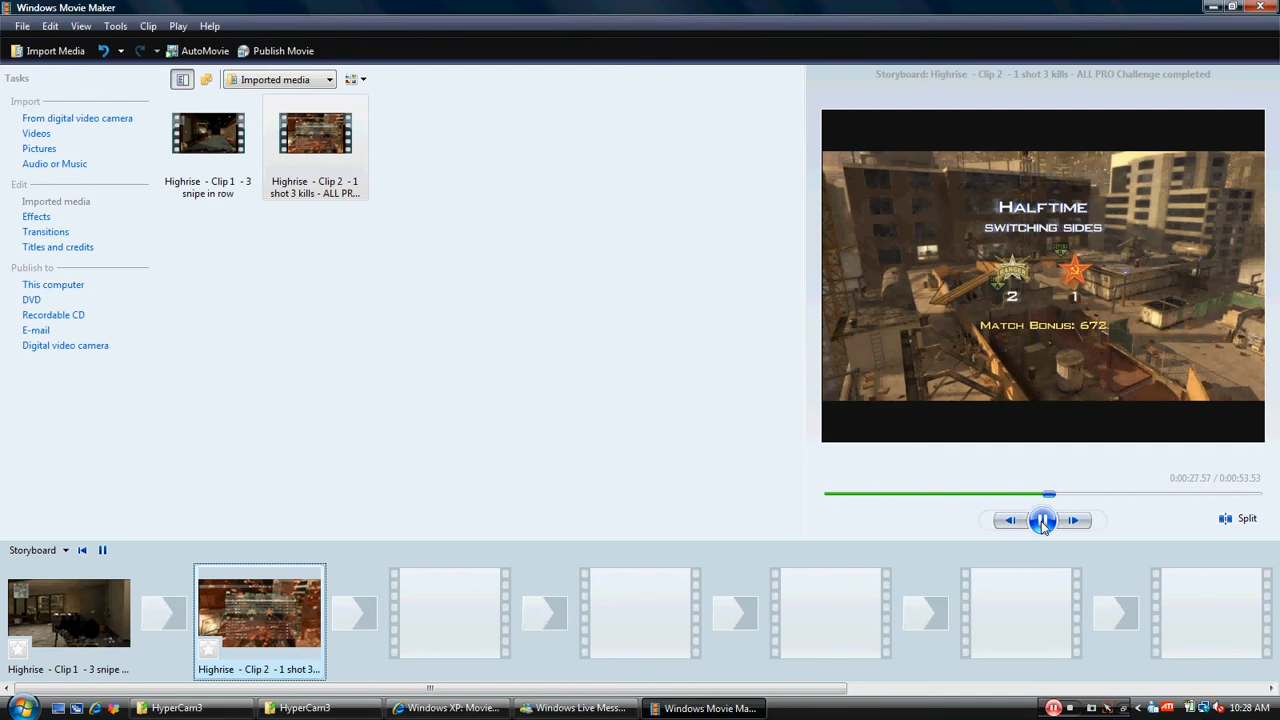 Windows Movie Maker
File Edit View Tools Clip Play Help
Import Media AutoMovie Publish Movie
Tasks
Import
From digital video camera
Videos
Pictures
Audio or Music
Edit
Imported media
Effects
Transitions
Titles and credits
Publish to
This computer
DVD
Recordable CD
E-mail
Digital video camera
Imported media
Highrise - Clip 1 - 3
snipe in row
Highrise - Clip 2 - 1
shot 3 kills - ALL PR...
Storyboard: Highrise - Clip 2 - 1 shot 3 kills - ALL PRO Challenge completed
HALFTIME
SWITCHING SIDES
RANGER
2 1
MATCH BONUS: 672
0:00:27.57 / 0:00:53.53
Split
Storyboard
Highrise - Clip 1 - 3 snipe ...
Highrise - Clip 2 - 1 shot 3...
HyperCam3
HyperCam3
Windows XP: Movie...
Windows Live Mess...
Windows Movie Ma...
10:28 AM